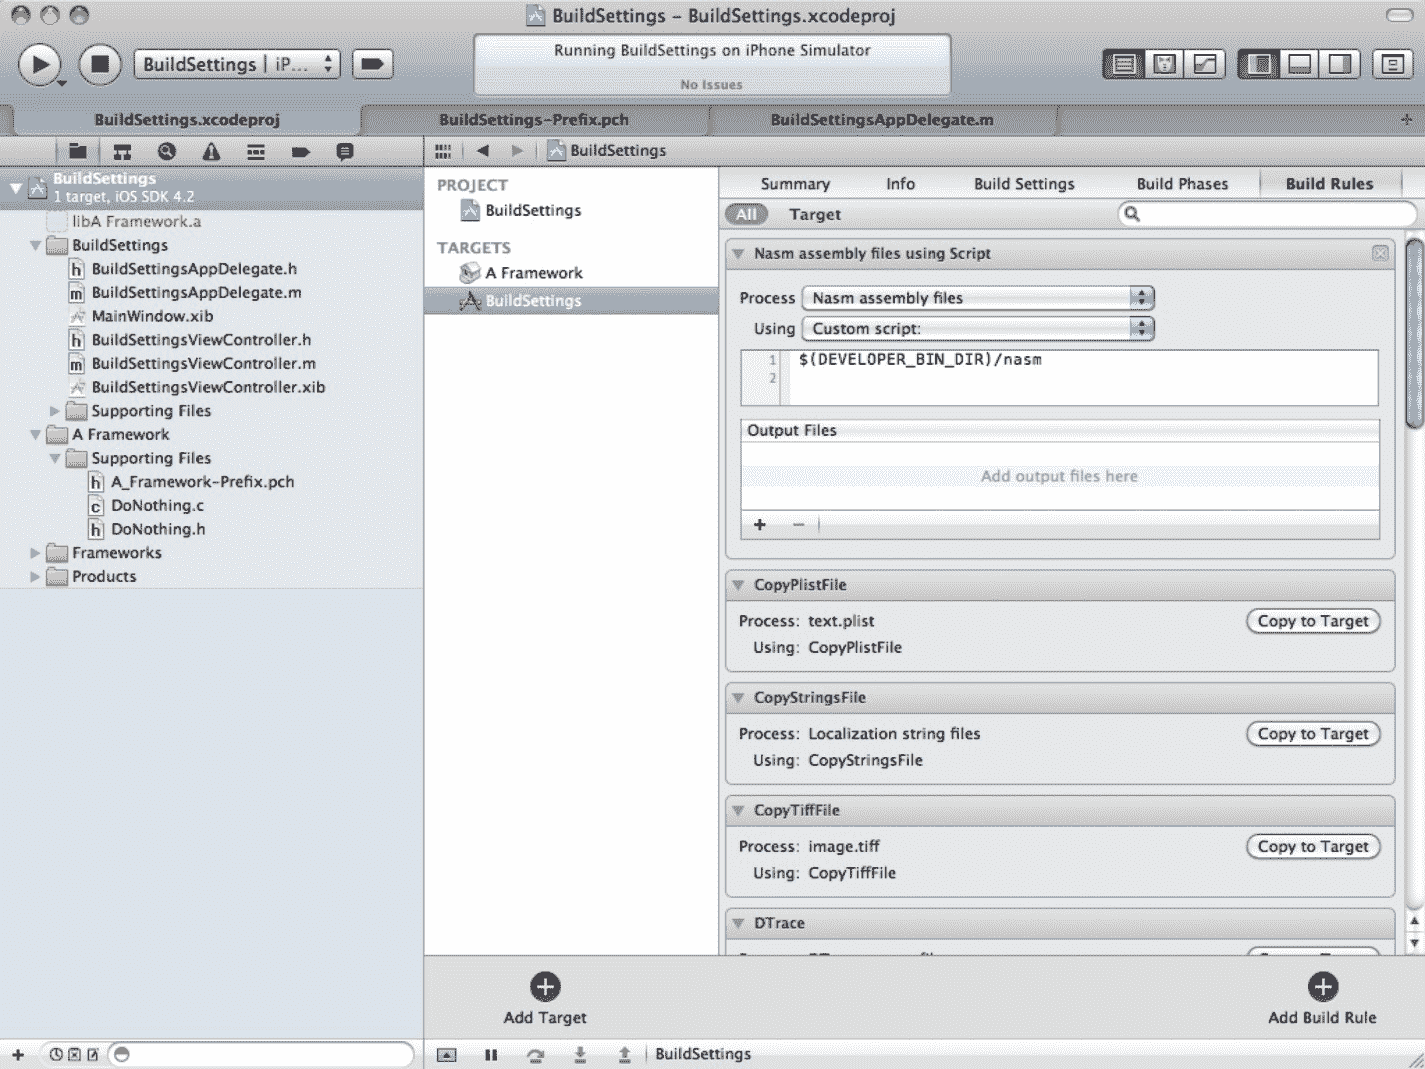 BuildSettings – BuildSettings.xcodeproj
BuildSettings | iP...
Running BuildSettings on iPhone Simulator
No Issues
BuildSettings.xcodeproj
BuildSettings-Prefix.pch
BuildSettingsAppDelegate.m
BuildSettings
BuildSettings
1 target, iOS SDK 4.2
libA Framework.a
BuildSettings
BuildSettingsAppDelegate.h
BuildSettingsAppDelegate.m
MainWindow.xib
BuildSettingsViewController.h
BuildSettingsViewController.m
BuildSettingsViewController.xib
Supporting Files
A Framework
Supporting Files
A_Framework-Prefix.pch
DoNothing.c
DoNothing.h
Frameworks
Products
PROJECT
BuildSettings
TARGETS
A Framework
BuildSettings
Summary
Info
Build Settings
Build Phases
Build Rules
All
Target
Nasm assembly files using Script
Process Nasm assembly files
Using Custom script:
1 $(DEVELOPER_BIN_DIR)/nasm
2
Output Files
Add output files here
CopyPlistFile
Process: text.plist
Copy to Target
Using: CopyPlistFile
CopyStringsFile
Process: Localization string files
Copy to Target
Using: CopyStringsFile
CopyTiffFile
Process: image.tiff
Copy to Target
Using: CopyTiffFile
DTrace
Add Target
Add Build Rule
BuildSettings